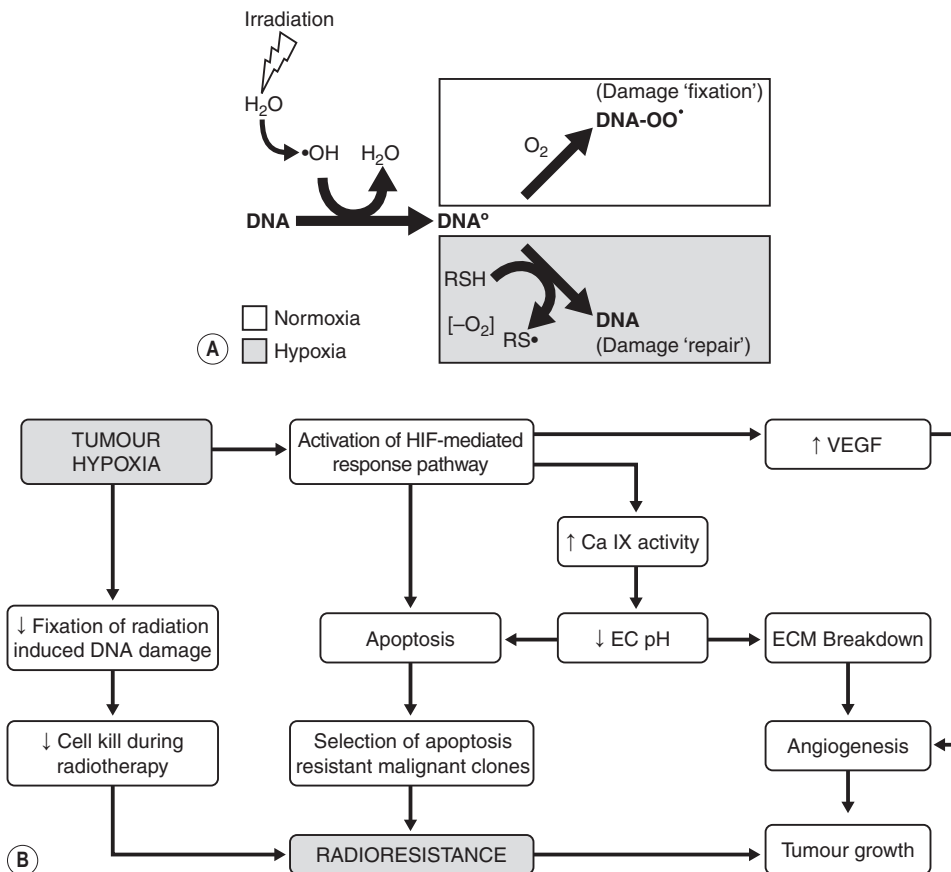 Irradiation
H₂O
•OH
H₂O
DNA
DNA°
(Damage ‘fixation’)
DNA-OO•
O₂
RSH
[–O₂]
RS•
DNA
(Damage ‘repair’)
Normoxia
Hypoxia
A
TUMOUR
HYPOXIA
Activation of HIF-mediated
response pathway
↑ VEGF
↑ Ca IX activity
↓ Fixation of radiation
induced DNA damage
Apoptosis
↓ EC pH
ECM Breakdown
↓ Cell kill during
radiotherapy
Selection of apoptosis
resistant malignant clones
Angiogenesis
B
RADIORESISTANCE
Tumour growth